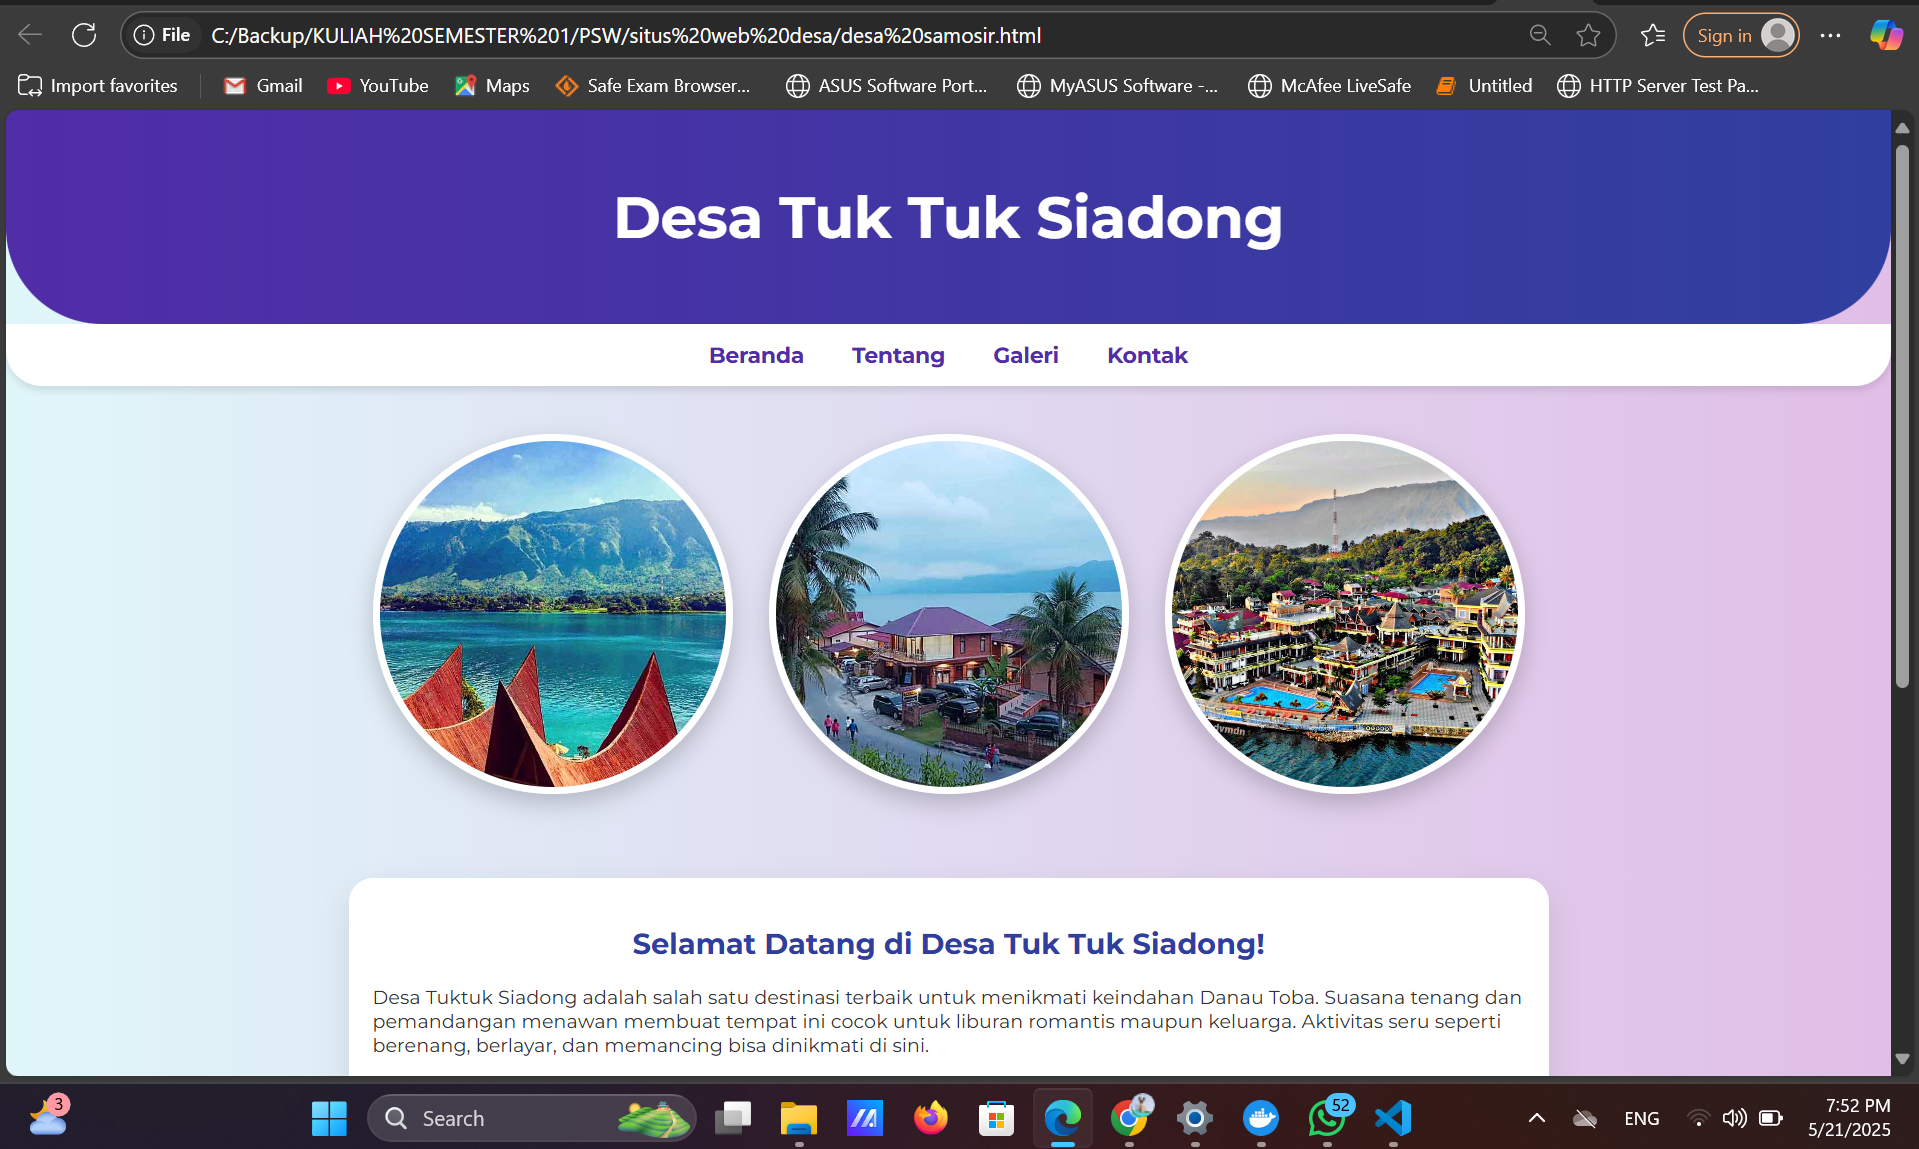 File C:/Backup/KULIAH%20SEMESTER%201/PSW/situs%20web%20desa/desa%20samosir.html Sign in
Import favorites Gmail YouTube Maps Safe Exam Browser... ASUS Software Port... MyASUS Software -... McAfee LiveSafe Untitled HTTP Server Test Pa...
Desa Tuk Tuk Siadong
Beranda Tentang Galeri Kontak
Selamat Datang di Desa Tuk Tuk Siadong!
Desa Tuktuk Siadong adalah salah satu destinasi terbaik untuk menikmati keindahan Danau Toba. Suasana tenang dan
pemandangan menawan membuat tempat ini cocok untuk liburan romantis maupun keluarga. Aktivitas seru seperti
berenang, berlayar, dan memancing bisa dinikmati di sini.
3 Search 52 ENG 7:52 PM
5/21/2025